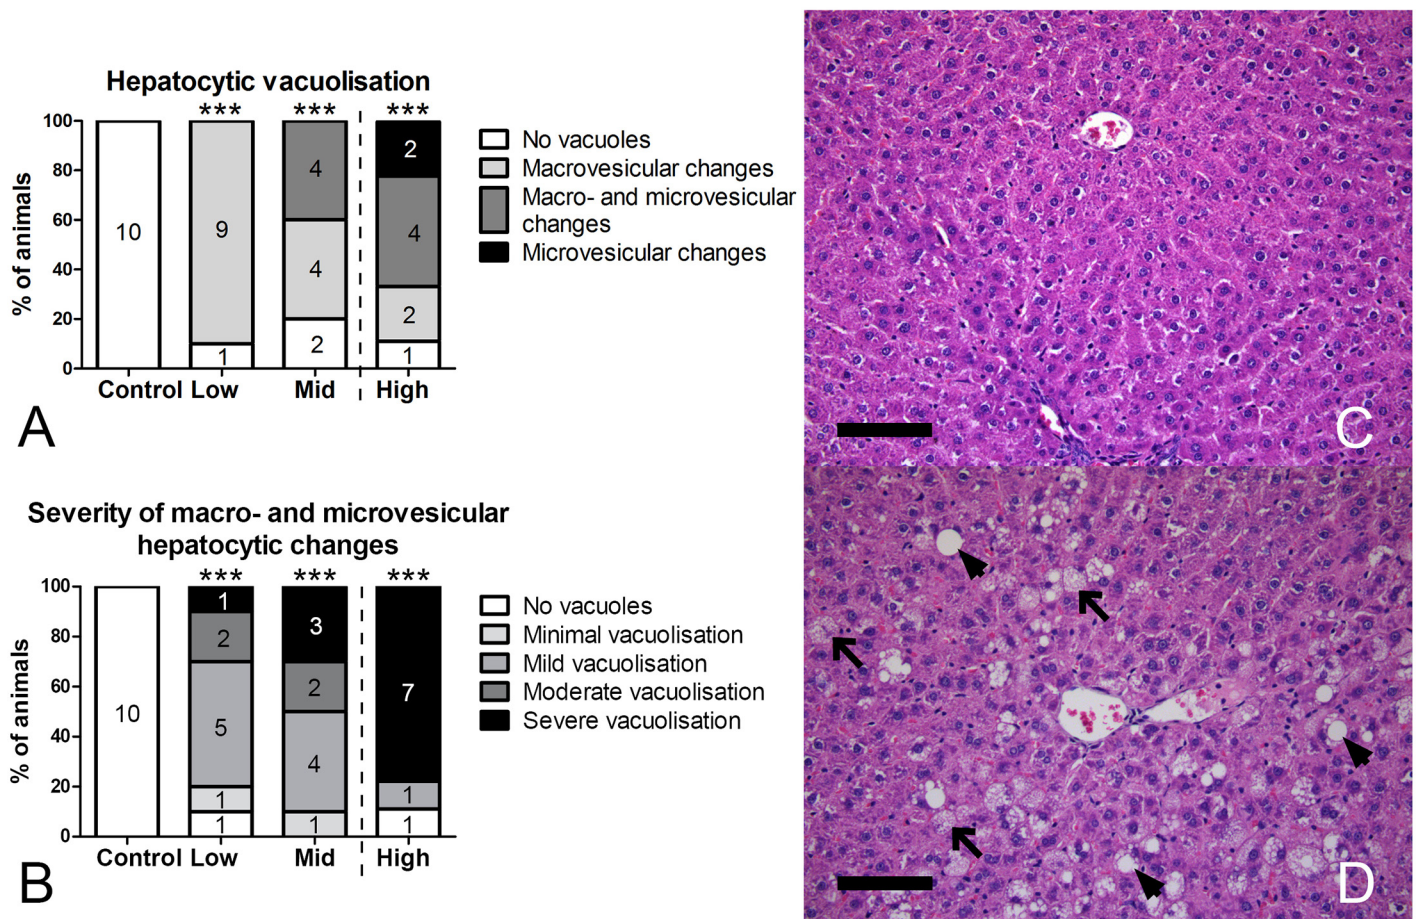 Hepatocytic vacuolisation
*** *** ***
100
80
60
40
20
0
% of animals
10
9
1
4
4
2
2
4
2
1
Control Low Mid High
No vacuoles
Macrovesicular changes
Macro- and microvesicular
changes
Microvesicular changes
A
Severity of macro- and microvesicular
hepatocytic changes
*** *** ***
100
80
60
40
20
0
% of animals
10
1
2
5
1
1
3
2
4
1
7
1
1
Control Low Mid High
No vacuoles
Minimal vacuolisation
Mild vacuolisation
Moderate vacuolisation
Severe vacuolisation
B
C
D